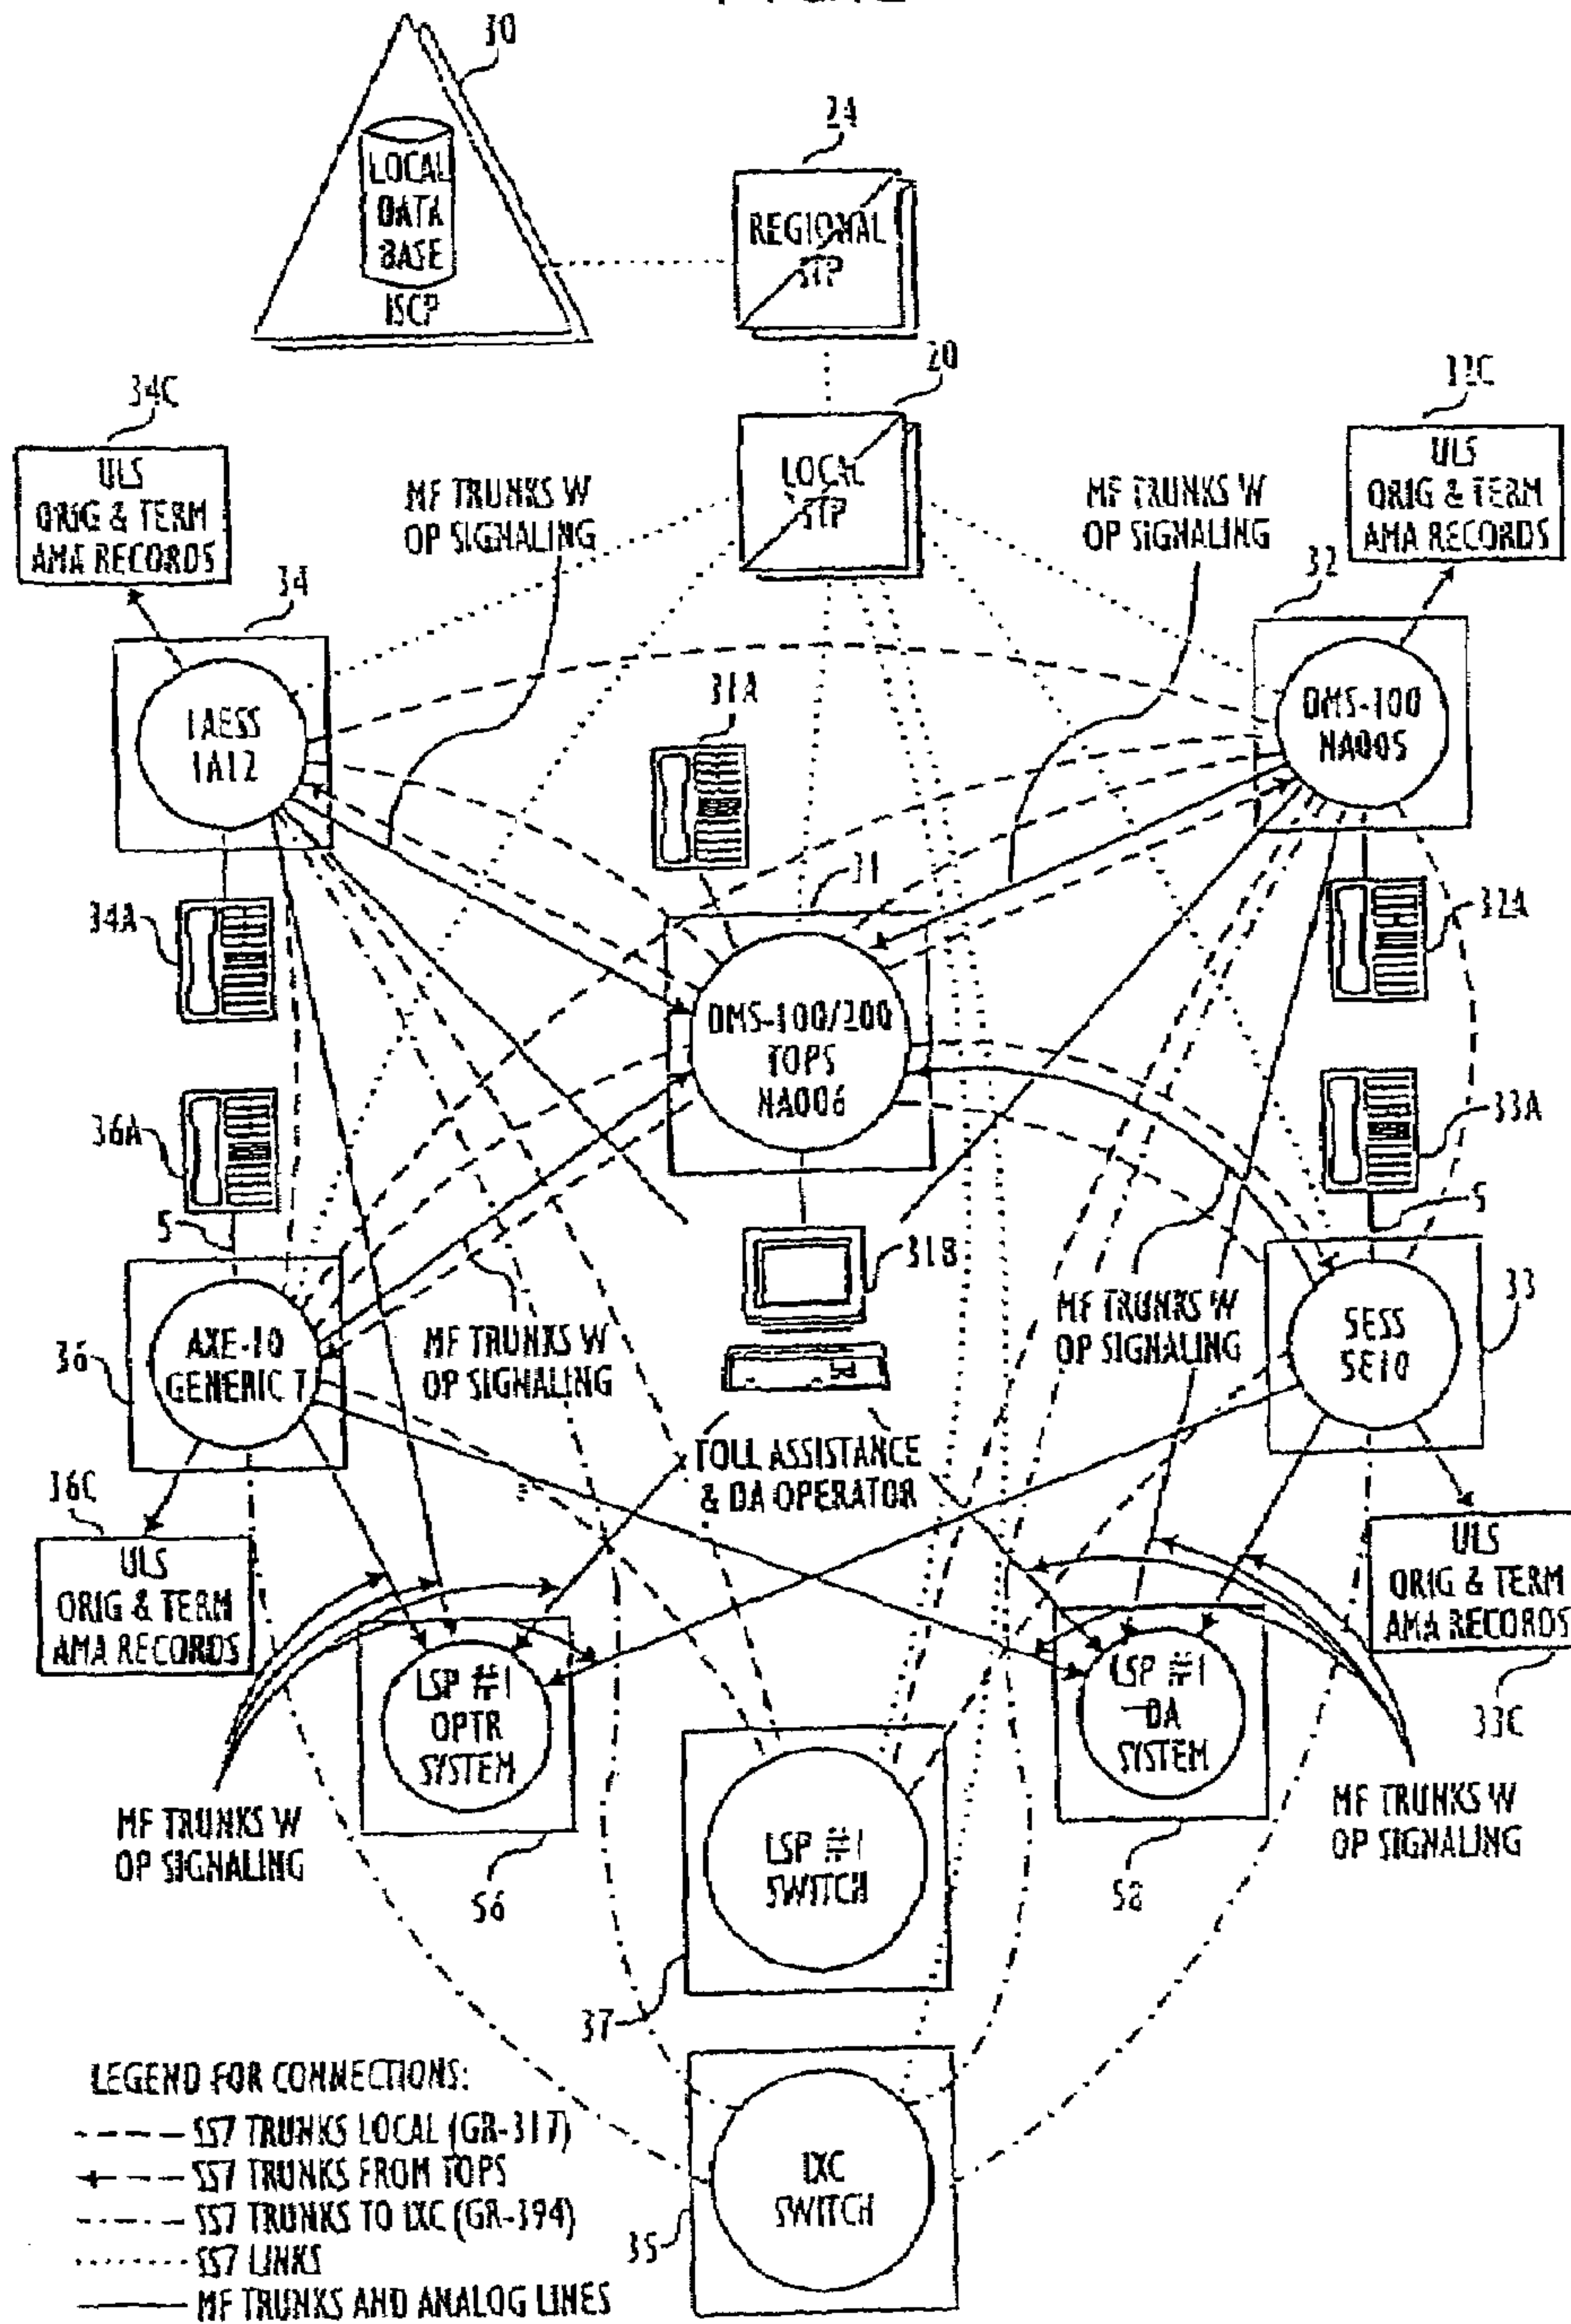 30
LOCAL
DATA
BASE
ISCP
24
REGIONAL
STP
20
LOCAL
STP
34C
ULS
ORIG & TERM
AMA RECORDS
MF TRUNKS W
OP SIGNALING
MF TRUNKS W
OP SIGNALING
32C
ULS
ORIG & TERM
AMA RECORDS
34
1AESS
1A12
31A
32
DMS-100
NA005
34A
31
DMS-100/200
TOPS
NA006
32A
36A
5
33A
5
31B
36
AXE-10
GENERIC T
MF TRUNKS W
OP SIGNALING
MF TRUNKS W
OP SIGNALING
5ESS
5E10
33
TOLL ASSISTANCE
& DA OPERATOR
36C
ULS
ORIG & TERM
AMA RECORDS
ULS
ORIG & TERM
AMA RECORDS
33C
LSP #1
OPTR
SYSTEM
56
LSP #1
DA
SYSTEM
58
MF TRUNKS W
OP SIGNALING
MF TRUNKS W
OP SIGNALING
LSP #1
SWITCH
37
IXC
SWITCH
35
LEGEND FOR CONNECTIONS:
SS7 TRUNKS LOCAL (GR-317)
SS7 TRUNKS FROM TOPS
SS7 TRUNKS TO IXC (GR-394)
SS7 LINKS
MF TRUNKS AND ANALOG LINES